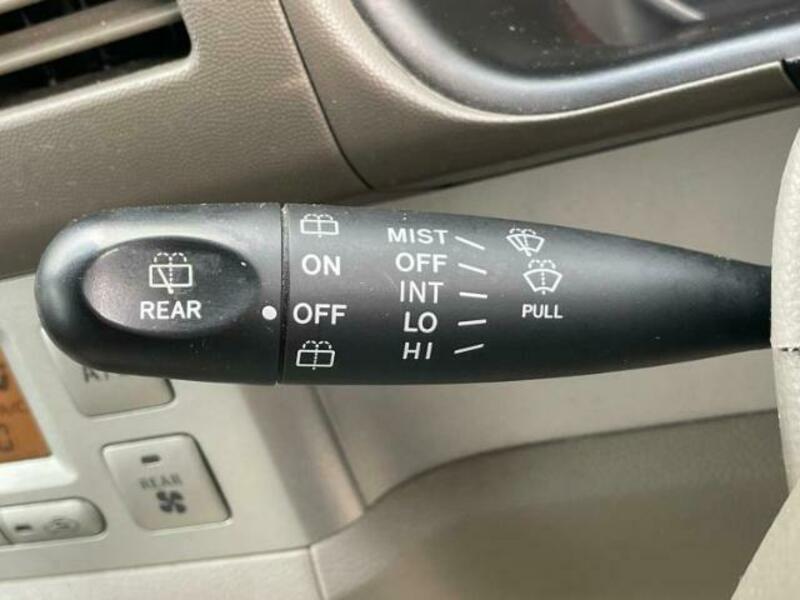 REAR
ON
OFF
MIST
OFF
INT
LO
HI
PULL
REAR